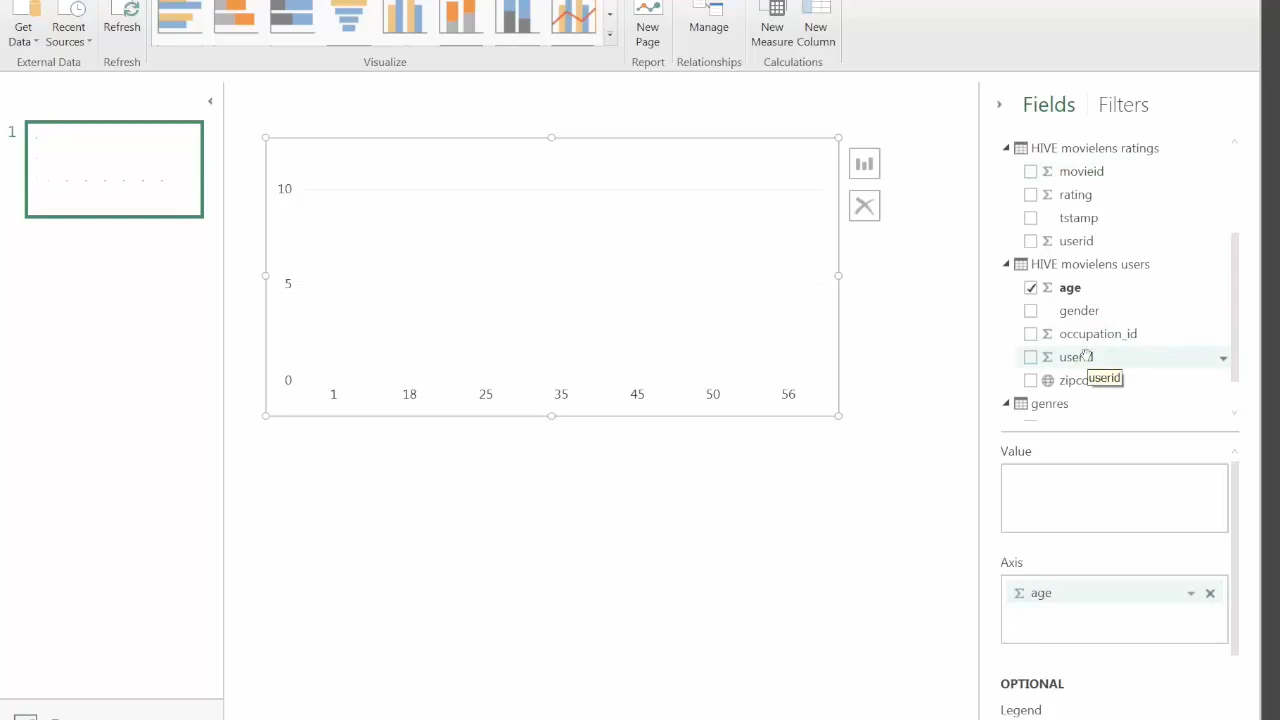 Get Data
Recent Sources
Refresh
New Page
Manage
New Measure
New Column
External Data
Refresh
Visualize
Report
Relationships
Calculations
1
Fields
Filters
HIVE movielens ratings
movieid
rating
tstamp
userid
HIVE movielens users
age
gender
occupation_id
userid
genres
Value
Axis
age
OPTIONAL
Legend
10
5
0
1 18 25 35 45 50 56